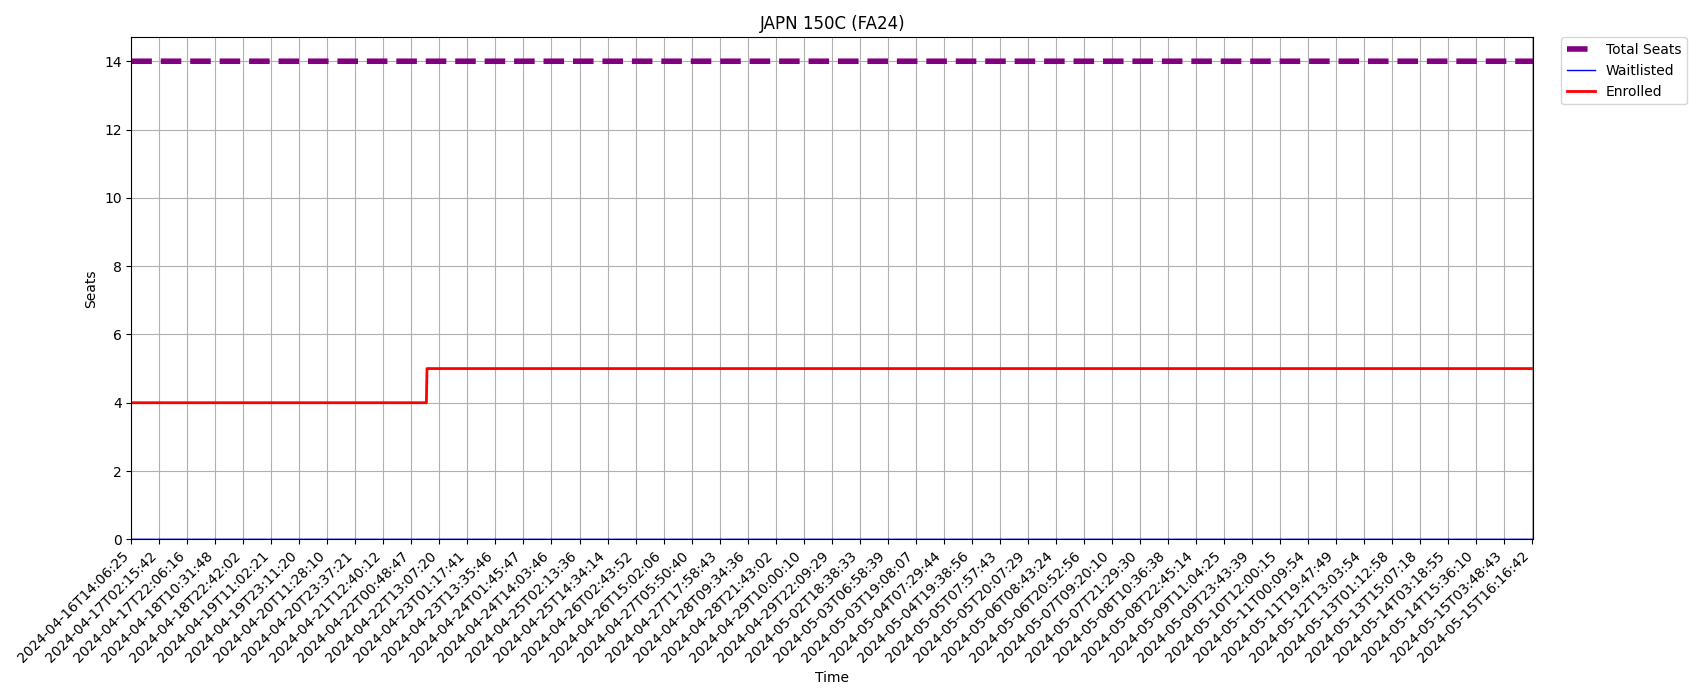 JAPN 150C (FA24)
Total Seats
Waitlisted
Enrolled
Seats
14
12
10
8
6
4
2
0
2024-04-16T14:06:25
2024-04-17T02:15:42
2024-04-17T22:06:16
2024-04-18T10:31:48
2024-04-18T22:42:02
2024-04-19T11:02:21
2024-04-19T23:11:20
2024-04-20T11:28:10
2024-04-20T23:37:21
2024-04-21T12:40:12
2024-04-22T00:48:47
2024-04-22T13:07:20
2024-04-23T01:17:41
2024-04-23T13:35:46
2024-04-24T01:45:47
2024-04-24T14:03:46
2024-04-25T02:13:36
2024-04-25T14:34:14
2024-04-26T02:43:52
2024-04-26T15:02:06
2024-04-27T05:50:40
2024-04-27T17:58:43
2024-04-28T09:34:36
2024-04-28T21:43:02
2024-04-29T10:00:10
2024-04-29T22:09:29
2024-05-02T18:38:33
2024-05-03T06:58:39
2024-05-03T19:08:07
2024-05-04T07:29:44
2024-05-04T19:38:56
2024-05-05T07:57:43
2024-05-05T20:07:29
2024-05-06T08:43:24
2024-05-06T20:52:56
2024-05-07T09:20:10
2024-05-07T21:29:30
2024-05-08T10:36:38
2024-05-08T22:45:14
2024-05-09T11:04:25
2024-05-09T23:43:39
2024-05-10T12:00:15
2024-05-11T00:09:54
2024-05-11T19:47:49
2024-05-12T13:03:54
2024-05-13T01:12:58
2024-05-13T15:07:18
2024-05-14T03:18:55
2024-05-14T15:36:10
2024-05-15T03:48:43
2024-05-15T16:16:42
Time